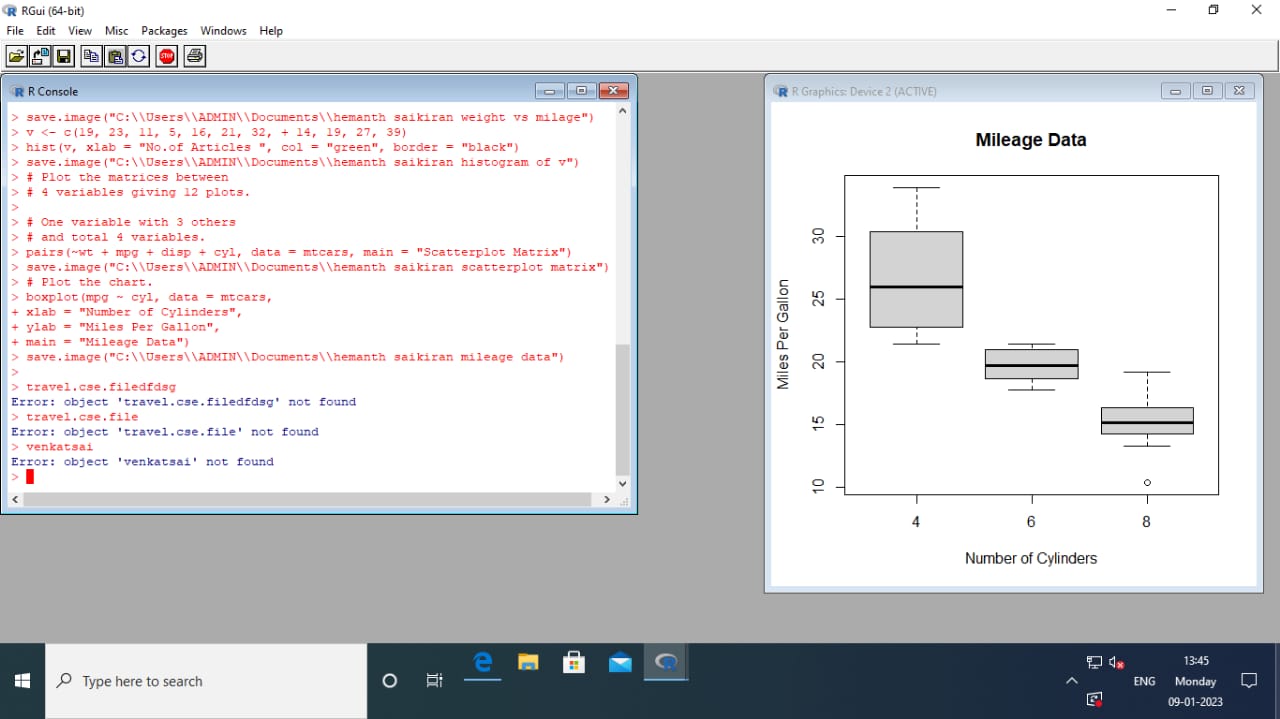 RGui (64-bit)
File Edit View Misc Packages Windows Help
STOP
R Console
> save.image("C:\\Users\\ADMIN\\Documents\\hemanth saikiran weight vs milage")
> v <- c(19, 23, 11, 5, 16, 21, 32, + 14, 19, 27, 39)
> hist(v, xlab = "No.of Articles ", col = "green", border = "black")
> save.image("C:\\Users\\ADMIN\\Documents\\hemanth saikiran histogram of v")
> # Plot the matrices between
> # 4 variables giving 12 plots.
>
> # One variable with 3 others
> # and total 4 variables.
> pairs(~wt + mpg + disp + cyl, data = mtcars, main = "Scatterplot Matrix")
> save.image("C:\\Users\\ADMIN\\Documents\\hemanth saikiran scatterplot matrix")
> # Plot the chart.
> boxplot(mpg ~ cyl, data = mtcars,
+ xlab = "Number of Cylinders",
+ ylab = "Miles Per Gallon",
+ main = "Mileage Data")
> save.image("C:\\Users\\ADMIN\\Documents\\hemanth saikiran mileage data")
>
> travel.cse.filedfdsg
Error: object 'travel.cse.filedfdsg' not found
> travel.cse.file
Error: object 'travel.cse.file' not found
> venkatsai
Error: object 'venkatsai' not found
>
R Graphics: Device 2 (ACTIVE)
Mileage Data
Miles Per Gallon
30
25
20
15
10
4 6 8
Number of Cylinders
Type here to search
ENG
13:45
Monday
09-01-2023